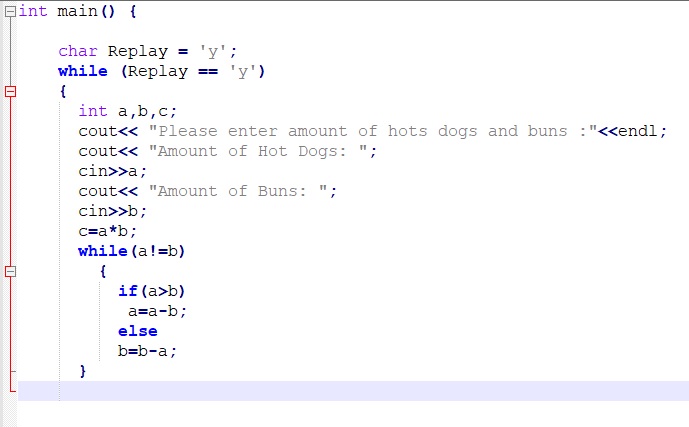 int main() {
char Replay = 'y';
while (Replay == 'y')
{
int a,b,c;
cout<< "Please enter amount of hots dogs and buns :"<<endl;
cout<< "Amount of Hot Dogs: ";
cin>>a;
cout<< "Amount of Buns: ";
cin>>b;
c=a*b;
while(a!=b)
{
if(a>b)
a=a-b;
else
b=b-a;
}